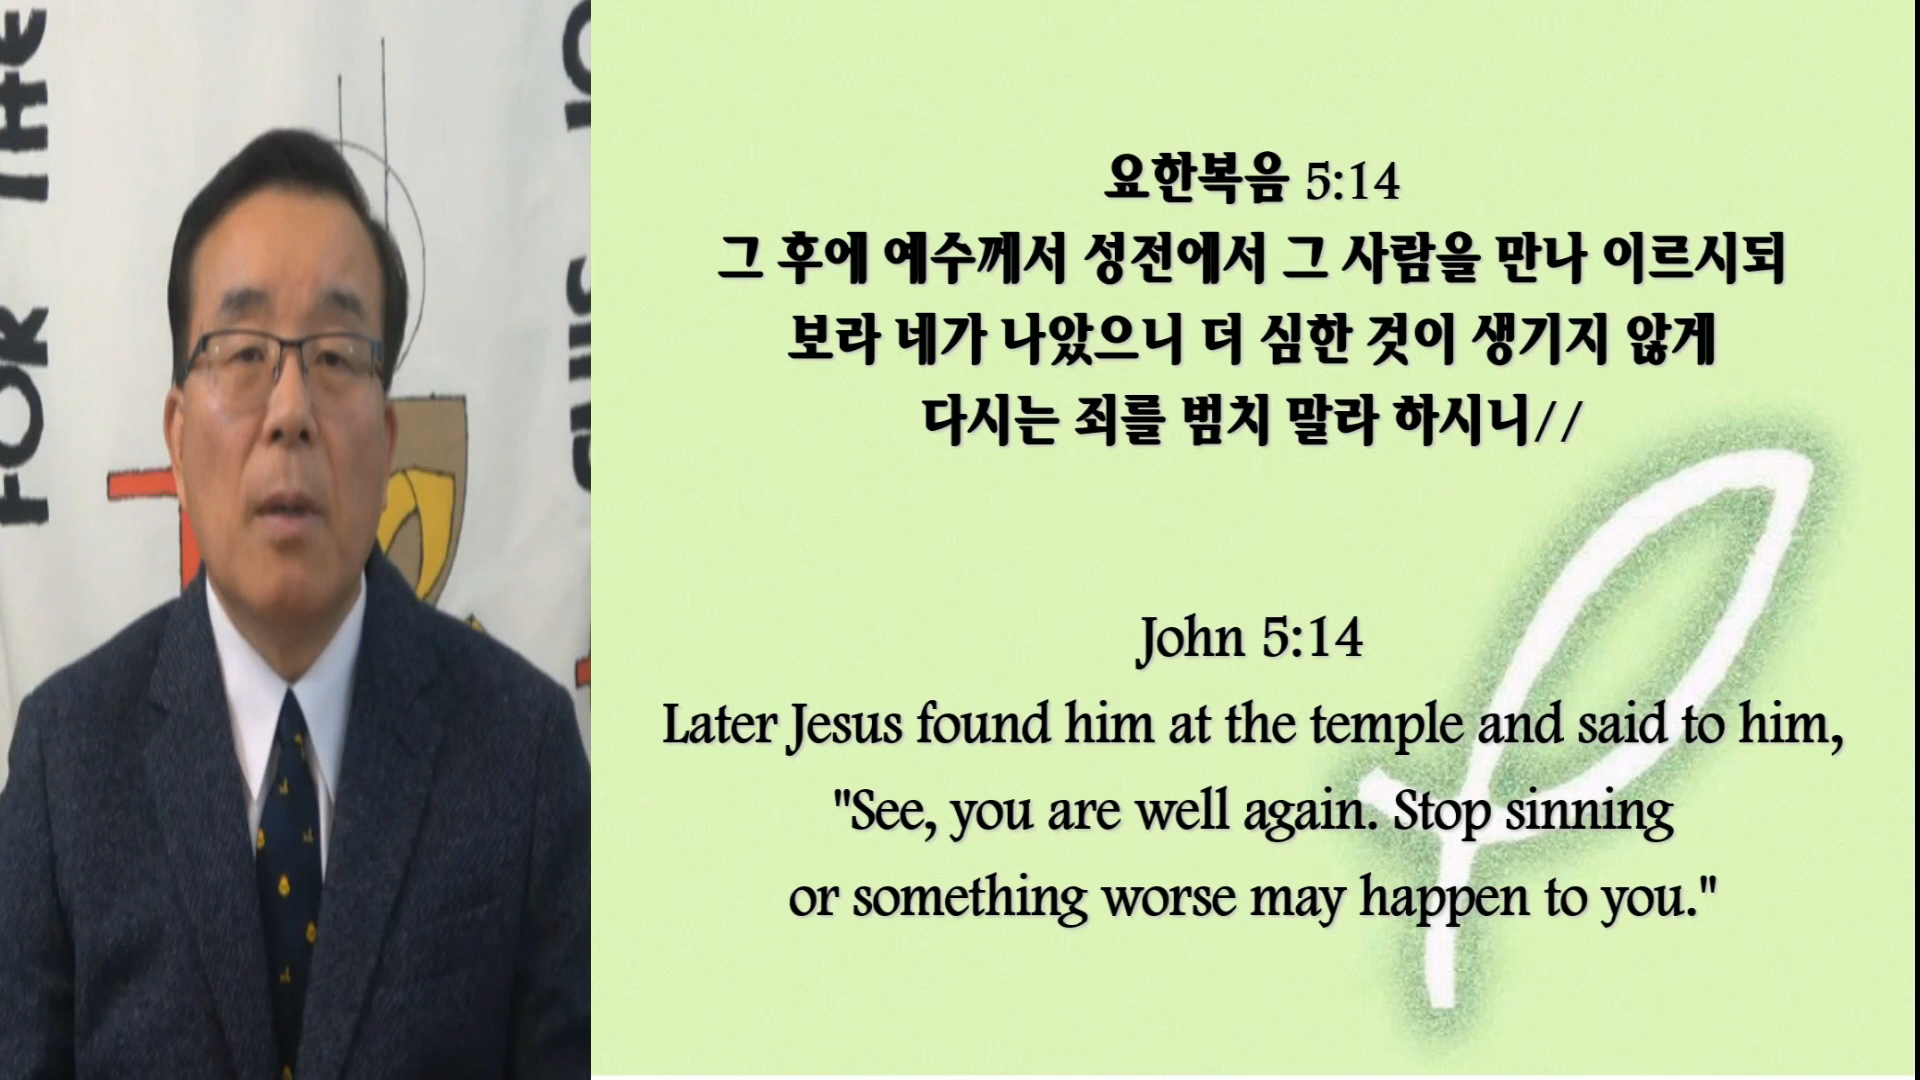 FOR THE
요한복음 5:14
그 후에 예수께서 성전에서 그 사람을 만나 이르시되
보라 네가 나았으니 더 심한 것이 생기지 않게
다시는 죄를 범치 말라 하시니//
John 5:14
Later Jesus found him at the temple and said to him,
"See, you are well again. Stop sinning
or something worse may happen to you."